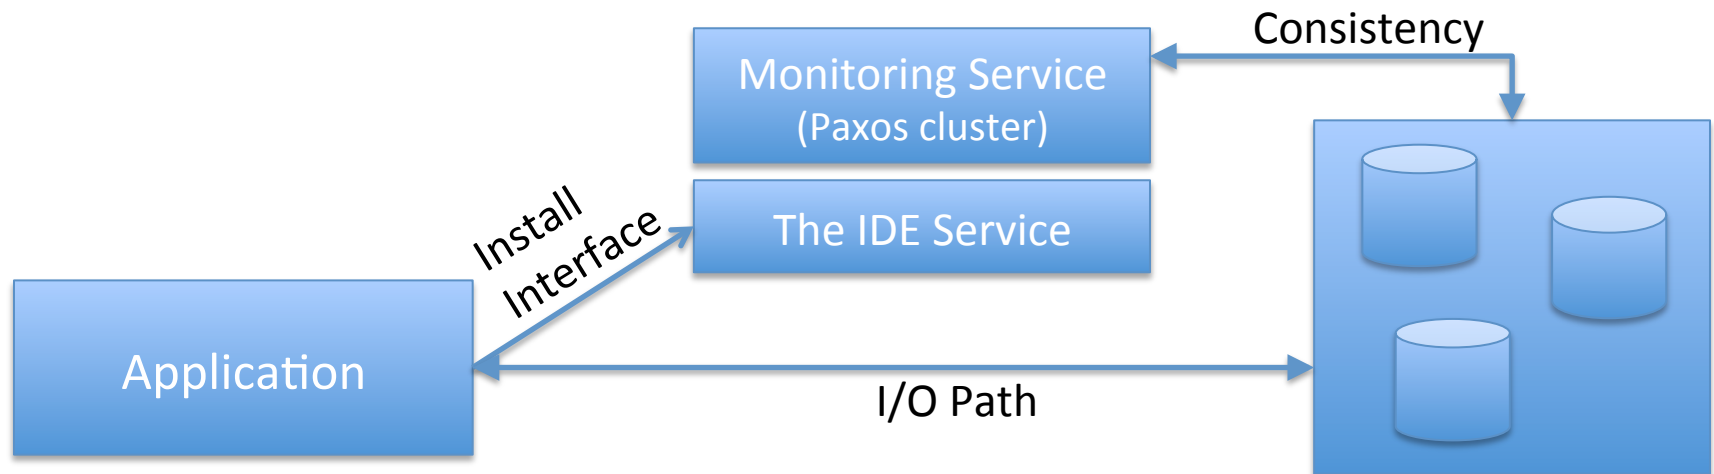 Consistency
Monitoring Service
(Paxos cluster)
Install
Interface
The IDE Service
Application
I/O Path